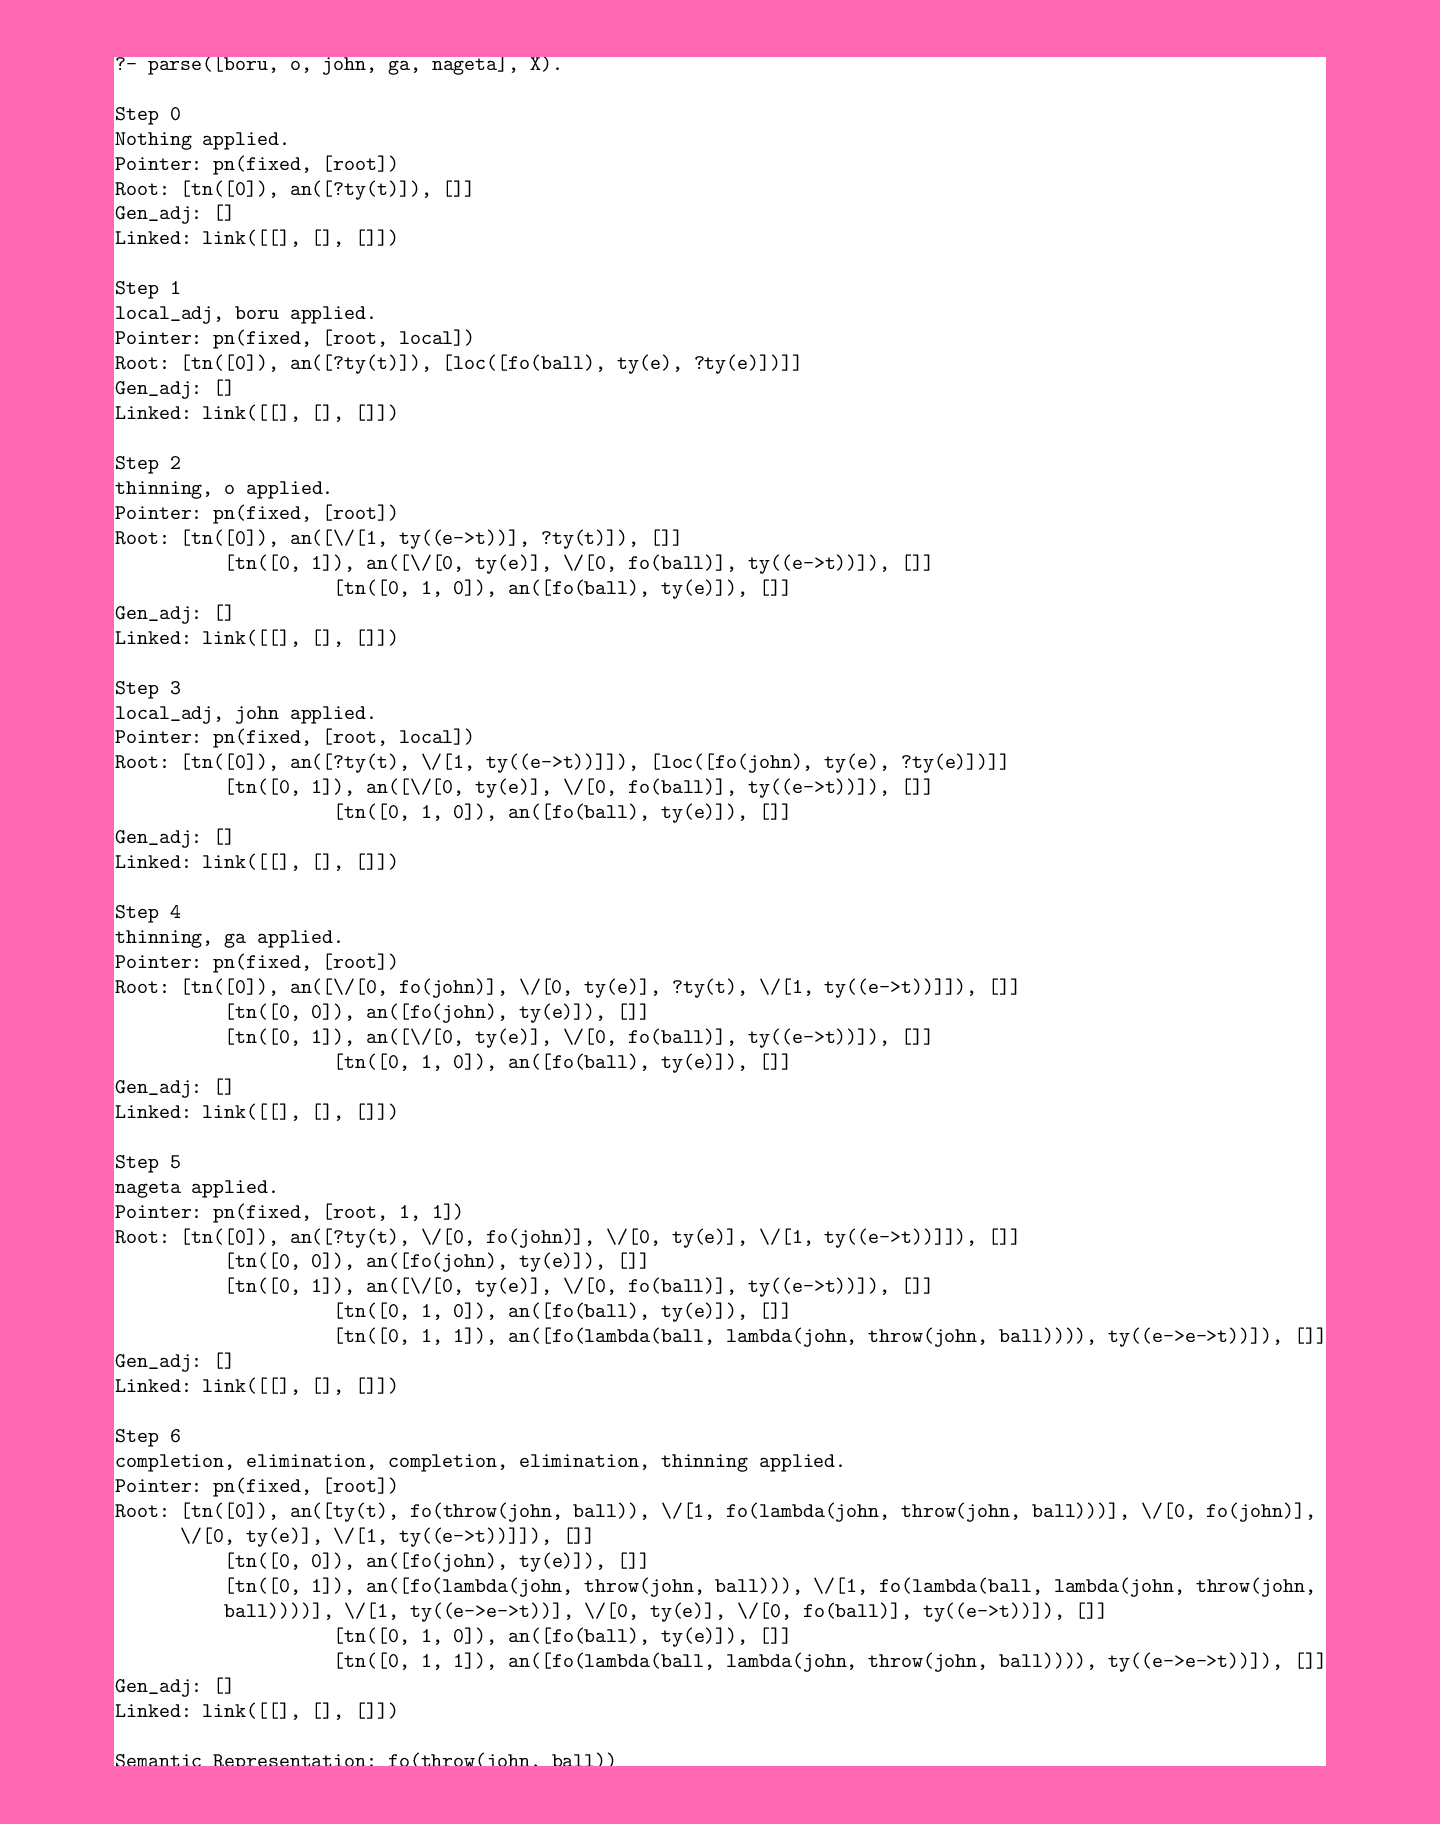 ?- parse([boru, o, john, ga, nageta], X).
Step 0
Nothing applied.
Pointer: pn(fixed, [root])
Root: [tn([0]), an([?ty(t)]), []]
Gen_adj: []
Linked: link([[], [], []])
Step 1
local_adj, boru applied.
Pointer: pn(fixed, [root, local])
Root: [tn([0]), an([?ty(t)]), [loc([fo(ball), ty(e), ?ty(e)])]]
Gen_adj: []
Linked: link([[], [], []])
Step 2
thinning, o applied.
Pointer: pn(fixed, [root])
Root: [tn([0]), an([\/[1, ty((e->t))], ?ty(t)]), []]
[tn([0, 1]), an([\/[0, ty(e)], \/[0, fo(ball)], ty((e->t))]), []]
[tn([0, 1, 0]), an([fo(ball), ty(e)]), []]
Gen_adj: []
Linked: link([[], [], []])
Step 3
local_adj, john applied.
Pointer: pn(fixed, [root, local])
Root: [tn([0]), an([?ty(t), \/[1, ty((e->t))]]), [loc([fo(john), ty(e), ?ty(e)])]]
[tn([0, 1]), an([\/[0, ty(e)], \/[0, fo(ball)], ty((e->t))]), []]
[tn([0, 1, 0]), an([fo(ball), ty(e)]), []]
Gen_adj: []
Linked: link([[], [], []])
Step 4
thinning, ga applied.
Pointer: pn(fixed, [root])
Root: [tn([0]), an([\/[0, fo(john)], \/[0, ty(e)], ?ty(t), \/[1, ty((e->t))]]), []]
[tn([0, 0]), an([fo(john), ty(e)]), []]
[tn([0, 1]), an([\/[0, ty(e)], \/[0, fo(ball)], ty((e->t))]), []]
[tn([0, 1, 0]), an([fo(ball), ty(e)]), []]
Gen_adj: []
Linked: link([[], [], []])
Step 5
nageta applied.
Pointer: pn(fixed, [root, 1, 1])
Root: [tn([0]), an([?ty(t), \/[0, fo(john)], \/[0, ty(e)], \/[1, ty((e->t))]]), []]
[tn([0, 0]), an([fo(john), ty(e)]), []]
[tn([0, 1]), an([\/[0, ty(e)], \/[0, fo(ball)], ty((e->t))]), []]
[tn([0, 1, 0]), an([fo(ball), ty(e)]), []]
[tn([0, 1, 1]), an([fo(lambda(ball, lambda(john, throw(john, ball)))), ty((e->e->t))]), []]
Gen_adj: []
Linked: link([[], [], []])
Step 6
completion, elimination, completion, elimination, thinning applied.
Pointer: pn(fixed, [root])
Root: [tn([0]), an([ty(t), fo(throw(john, ball)), \/[1, fo(lambda(john, throw(john, ball)))], \/[0, fo(john)],
\/[0, ty(e)], \/[1, ty((e->t))]]), []]
[tn([0, 0]), an([fo(john), ty(e)]), []]
[tn([0, 1]), an([fo(lambda(john, throw(john, ball))), \/[1, fo(lambda(ball, lambda(john, throw(john,
ball))))], \/[1, ty((e->e->t))], \/[0, ty(e)], \/[0, fo(ball)], ty((e->t))]), []]
[tn([0, 1, 0]), an([fo(ball), ty(e)]), []]
[tn([0, 1, 1]), an([fo(lambda(ball, lambda(john, throw(john, ball)))), ty((e->e->t))]), []]
Gen_adj: []
Linked: link([[], [], []])
Semantic Representation: fo(throw(john, ball))